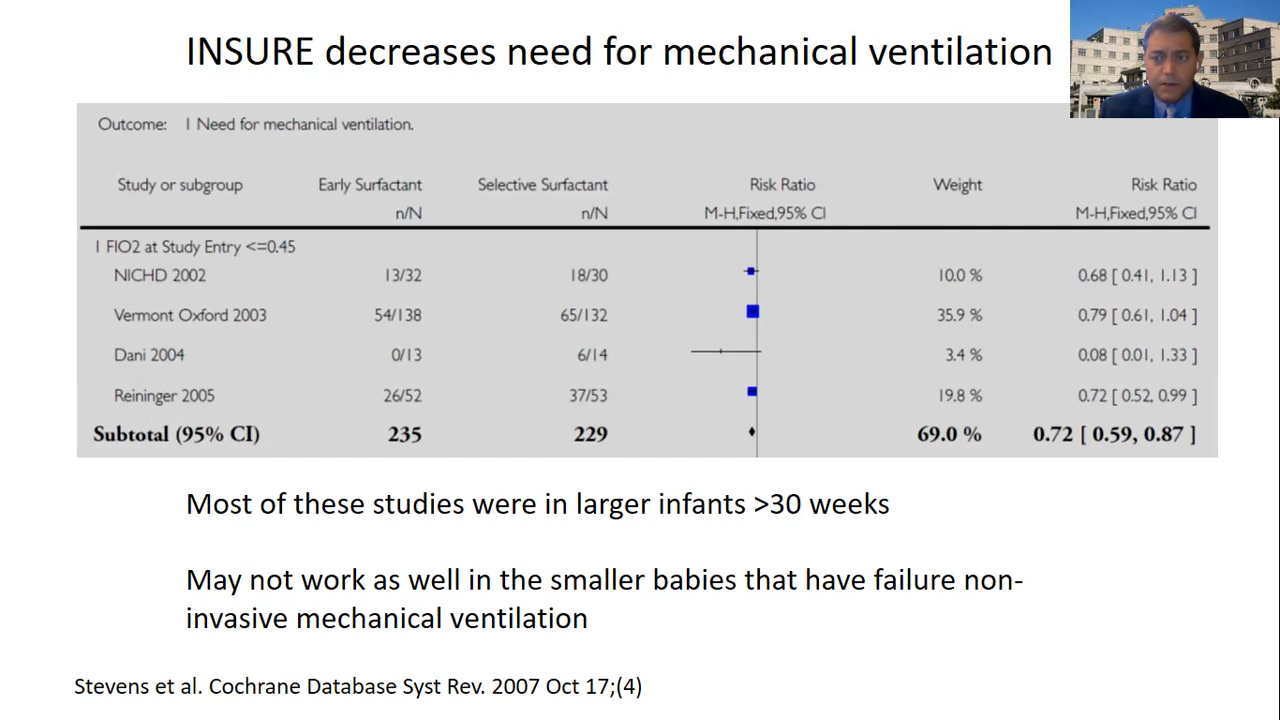 INSURE decreases need for mechanical ventilation
Outcome: 1 Need for mechanical ventilation.
Study or subgroup Early Surfactant Selective Surfactant Risk Ratio Weight Risk Ratio
n/N n/N M-H,Fixed,95% CI M-H,Fixed,95% CI
1 FIO2 at Study Entry <=0.45
NICHD 2002 13/32 18/30 10.0 % 0.68 [ 0.41, 1.13 ]
Vermont Oxford 2003 54/138 65/132 35.9 % 0.79 [ 0.61, 1.04 ]
Dani 2004 0/13 6/14 3.4 % 0.08 [ 0.01, 1.33 ]
Reininger 2005 26/52 37/53 19.8 % 0.72 [ 0.52, 0.99 ]
Subtotal (95% CI) 235 229 69.0 % 0.72 [ 0.59, 0.87 ]
Most of these studies were in larger infants >30 weeks
May not work as well in the smaller babies that have failure non-
invasive mechanical ventilation
Stevens et al. Cochrane Database Syst Rev. 2007 Oct 17;(4)